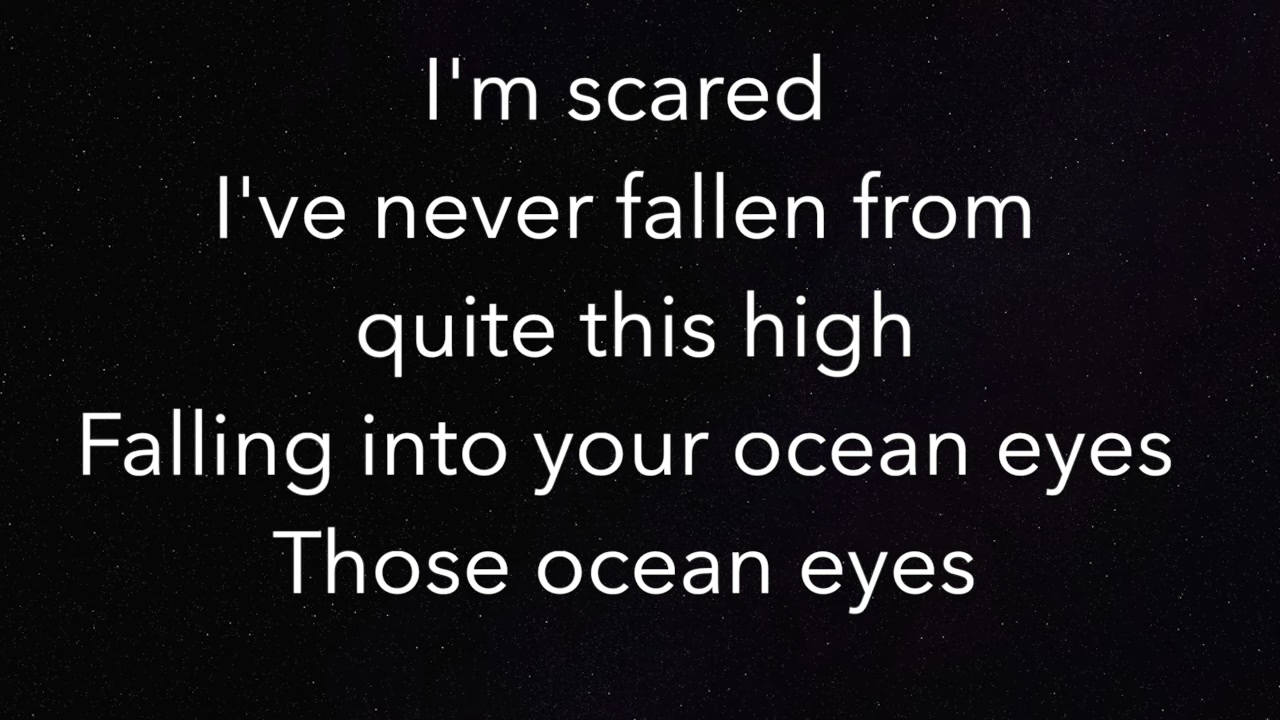 I'm scared
I've never fallen from
quite this high
Falling into your ocean eyes
Those ocean eyes